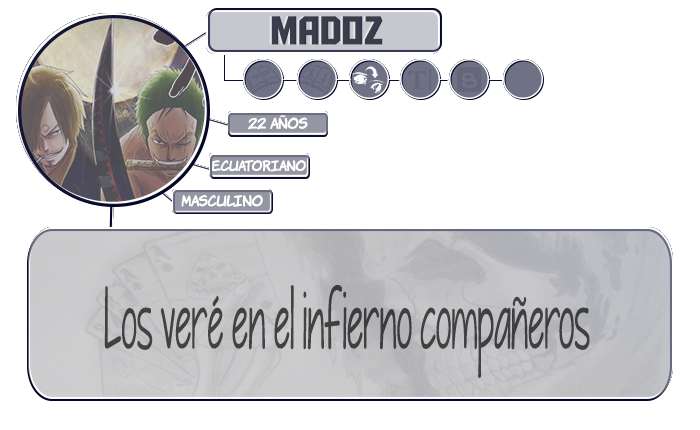 MADOZ
T
B
22 AÑOS
ECUATORIANO
MASCULINO
Los veré en el infierno compañeros